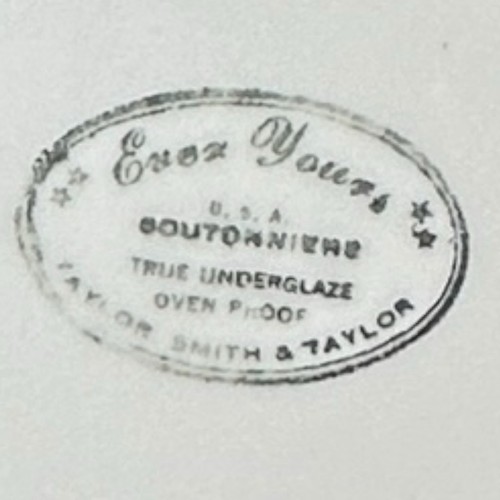 Ever Yours
U. S. A.
BOUTONNIERE
TRUE UNDERGLAZE
OVEN PROOF
TAYLOR SMITH & TAYLOR